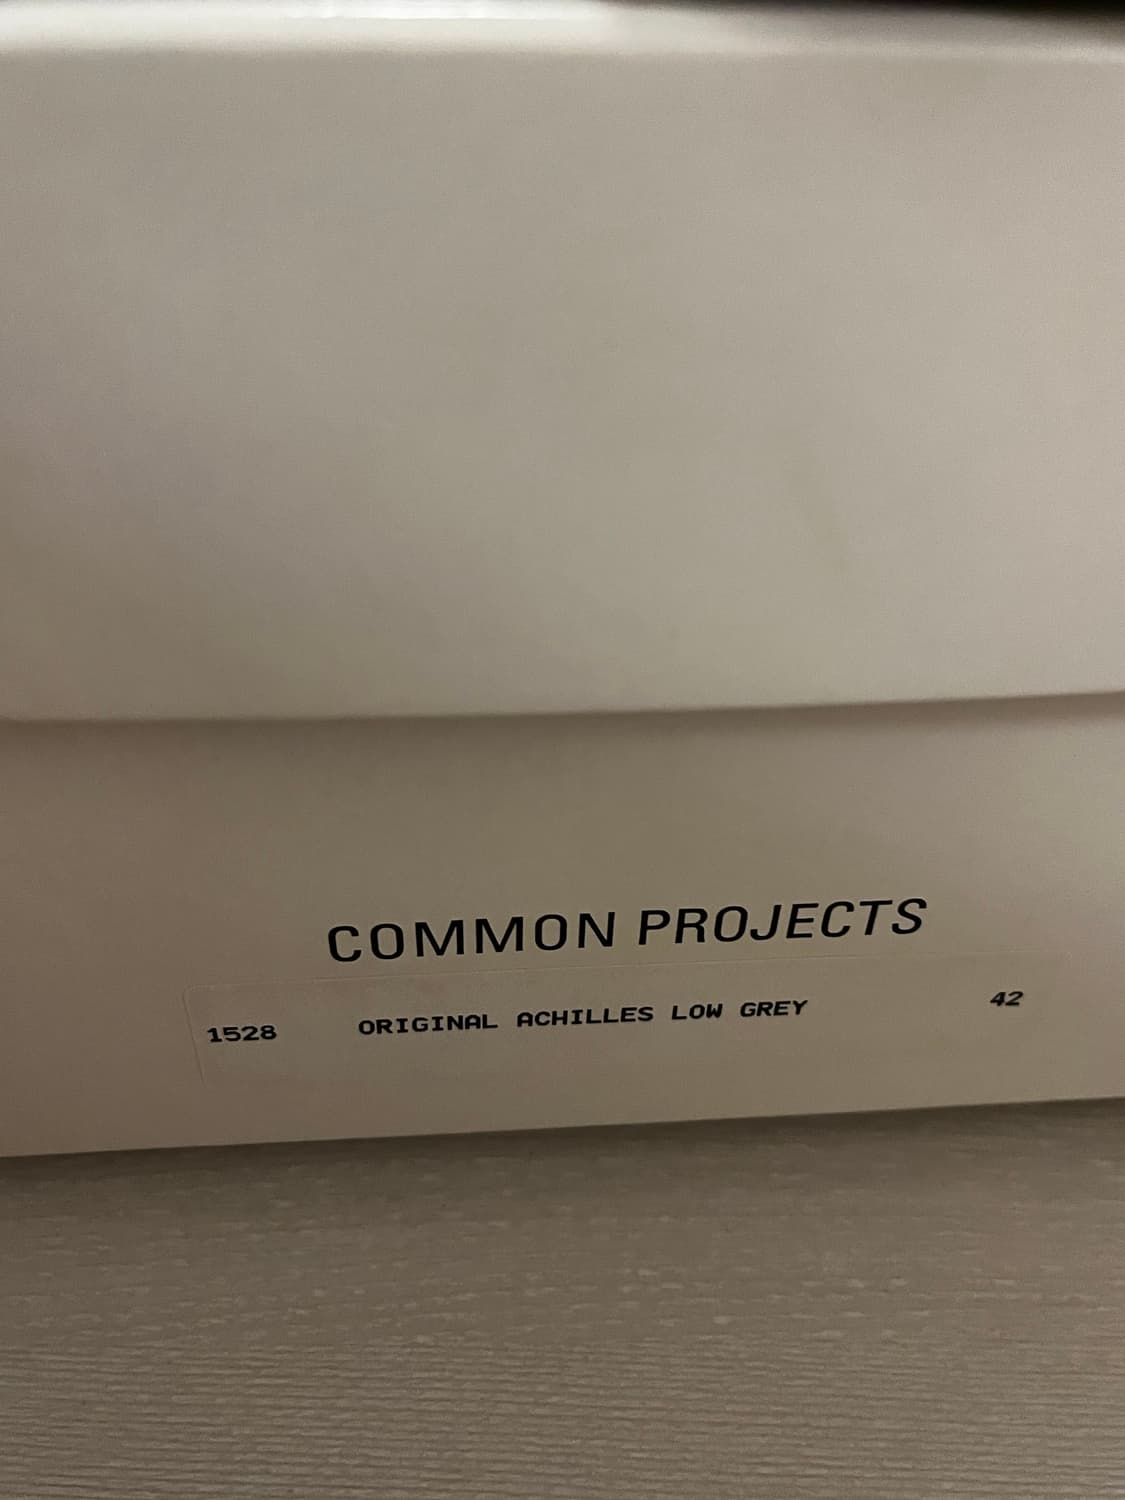 COMMON PROJECTS
1528 ORIGINAL ACHILLES LOW GREY 42